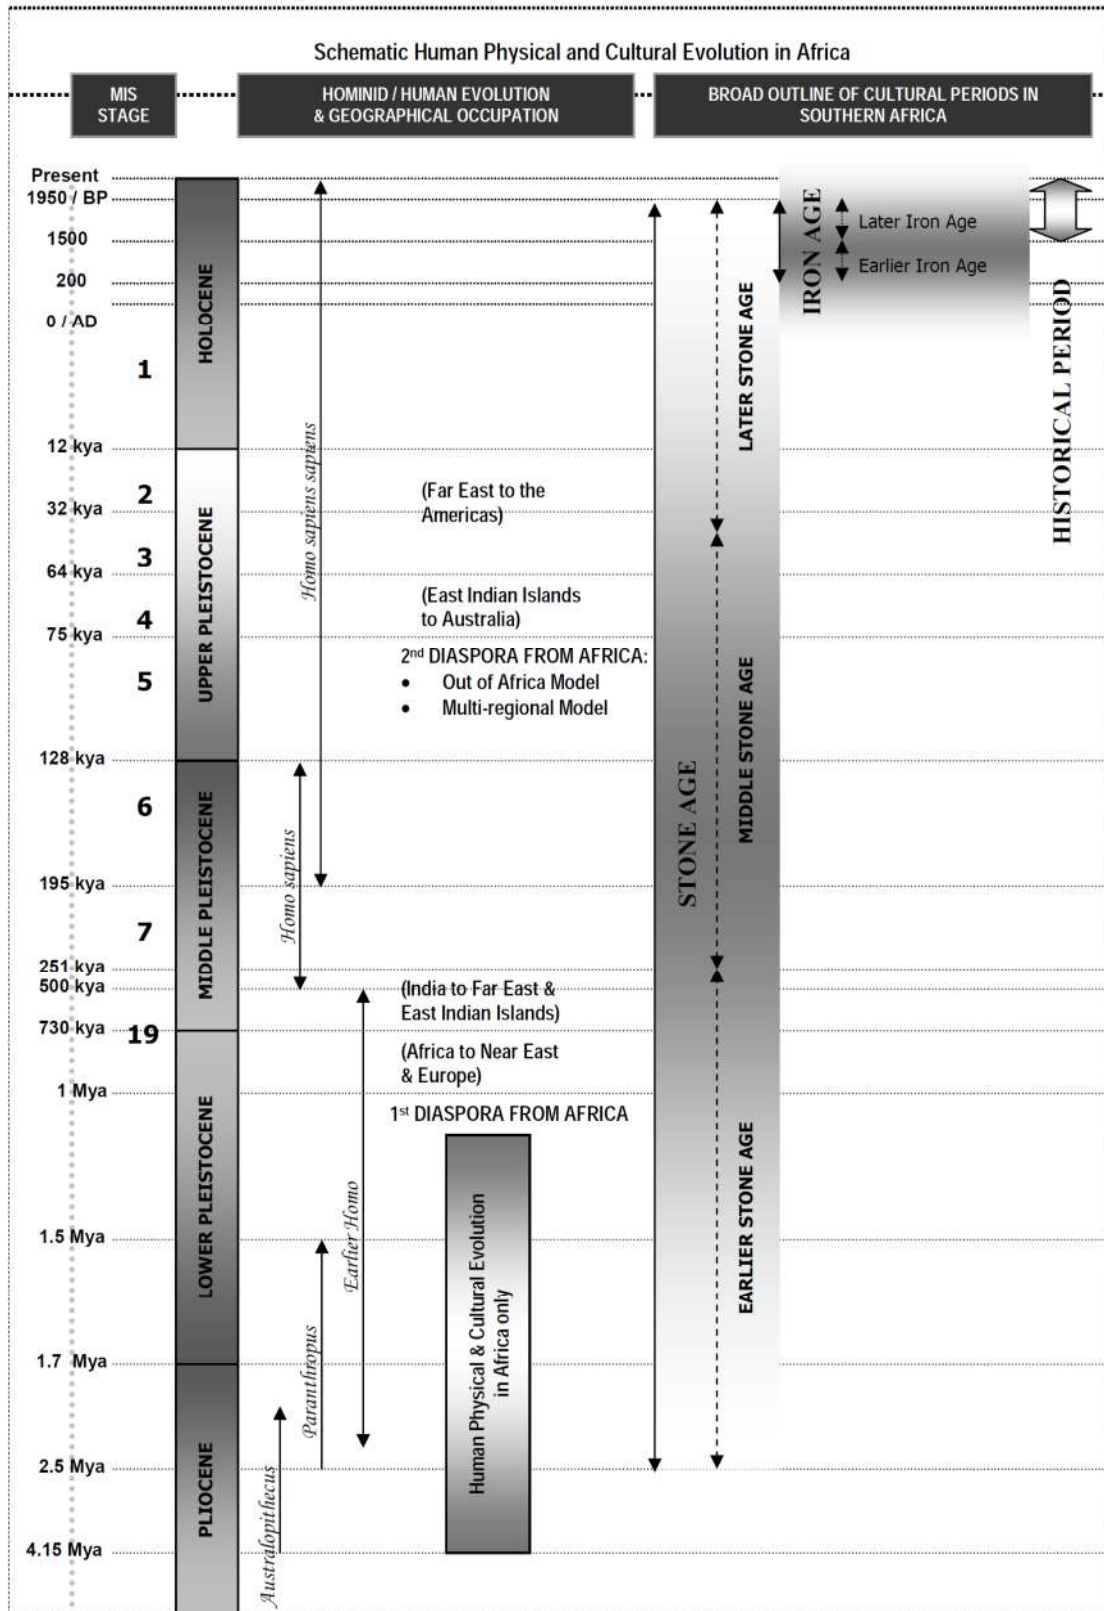 Schematic Human Physical and Cultural Evolution in Africa
MIS
STAGE
HOMINID / HUMAN EVOLUTION
& GEOGRAPHICAL OCCUPATION
BROAD OUTLINE OF CULTURAL PERIODS IN
SOUTHERN AFRICA
Present
1950 / BP
1500
200
0 / AD
12 kya
32 kya
64 kya
75 kya
128 kya
195 kya
251 kya
500 kya
730 kya
1 Mya
1.5 Mya
1.7 Mya
2.5 Mya
4.15 Mya
1
2
3
4
5
6
7
19
HOLOCENE
UPPER PLEISTOCENE
MIDDLE PLEISTOCENE
LOWER PLEISTOCENE
PLIOCENE
Homo sapiens sapiens
Homo sapiens
Earlier Homo
Paranthropus
Australopithecus
(Far East to the
Americas)
(East Indian Islands
to Australia)
2nd DIASPORA FROM AFRICA:
• Out of Africa Model
• Multi-regional Model
(India to Far East &
East Indian Islands)
(Africa to Near East
& Europe)
1st DIASPORA FROM AFRICA
Human Physical & Cultural Evolution
in Africa only
STONE AGE
LATER STONE AGE
MIDDLE STONE AGE
EARLIER STONE AGE
IRON AGE
Later Iron Age
Earlier Iron Age
HISTORICAL PERIOD